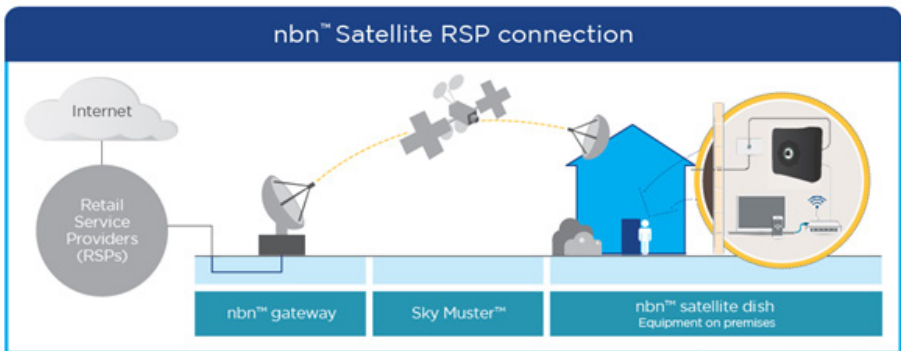 nbn™ Satellite RSP connection
Internet
Retail
Service
Providers
(RSPs)
nbn™ gateway
Sky Muster™
nbn™ satellite dish
Equipment on premises